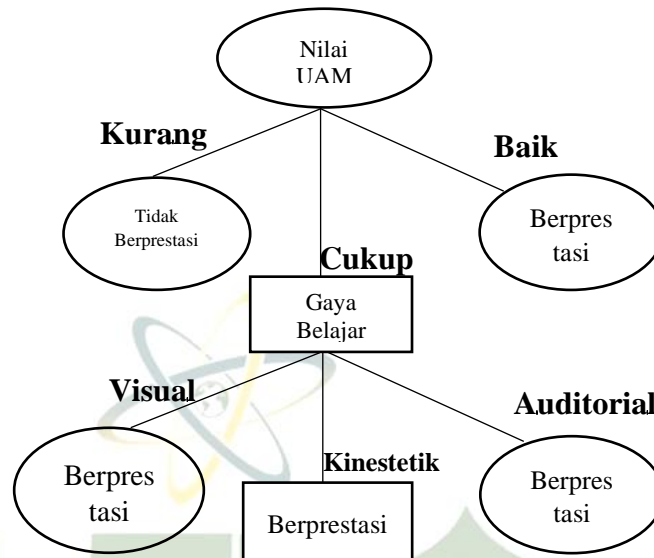 Nilai
UAM
Kurang
Baik
Tidak
Berprestasi
Berpres
tasi
Cukup
Gaya
Belajar
Visual
Auditorial
Kinestetik
Berpres
tasi
Berprestasi
Berpres
tasi